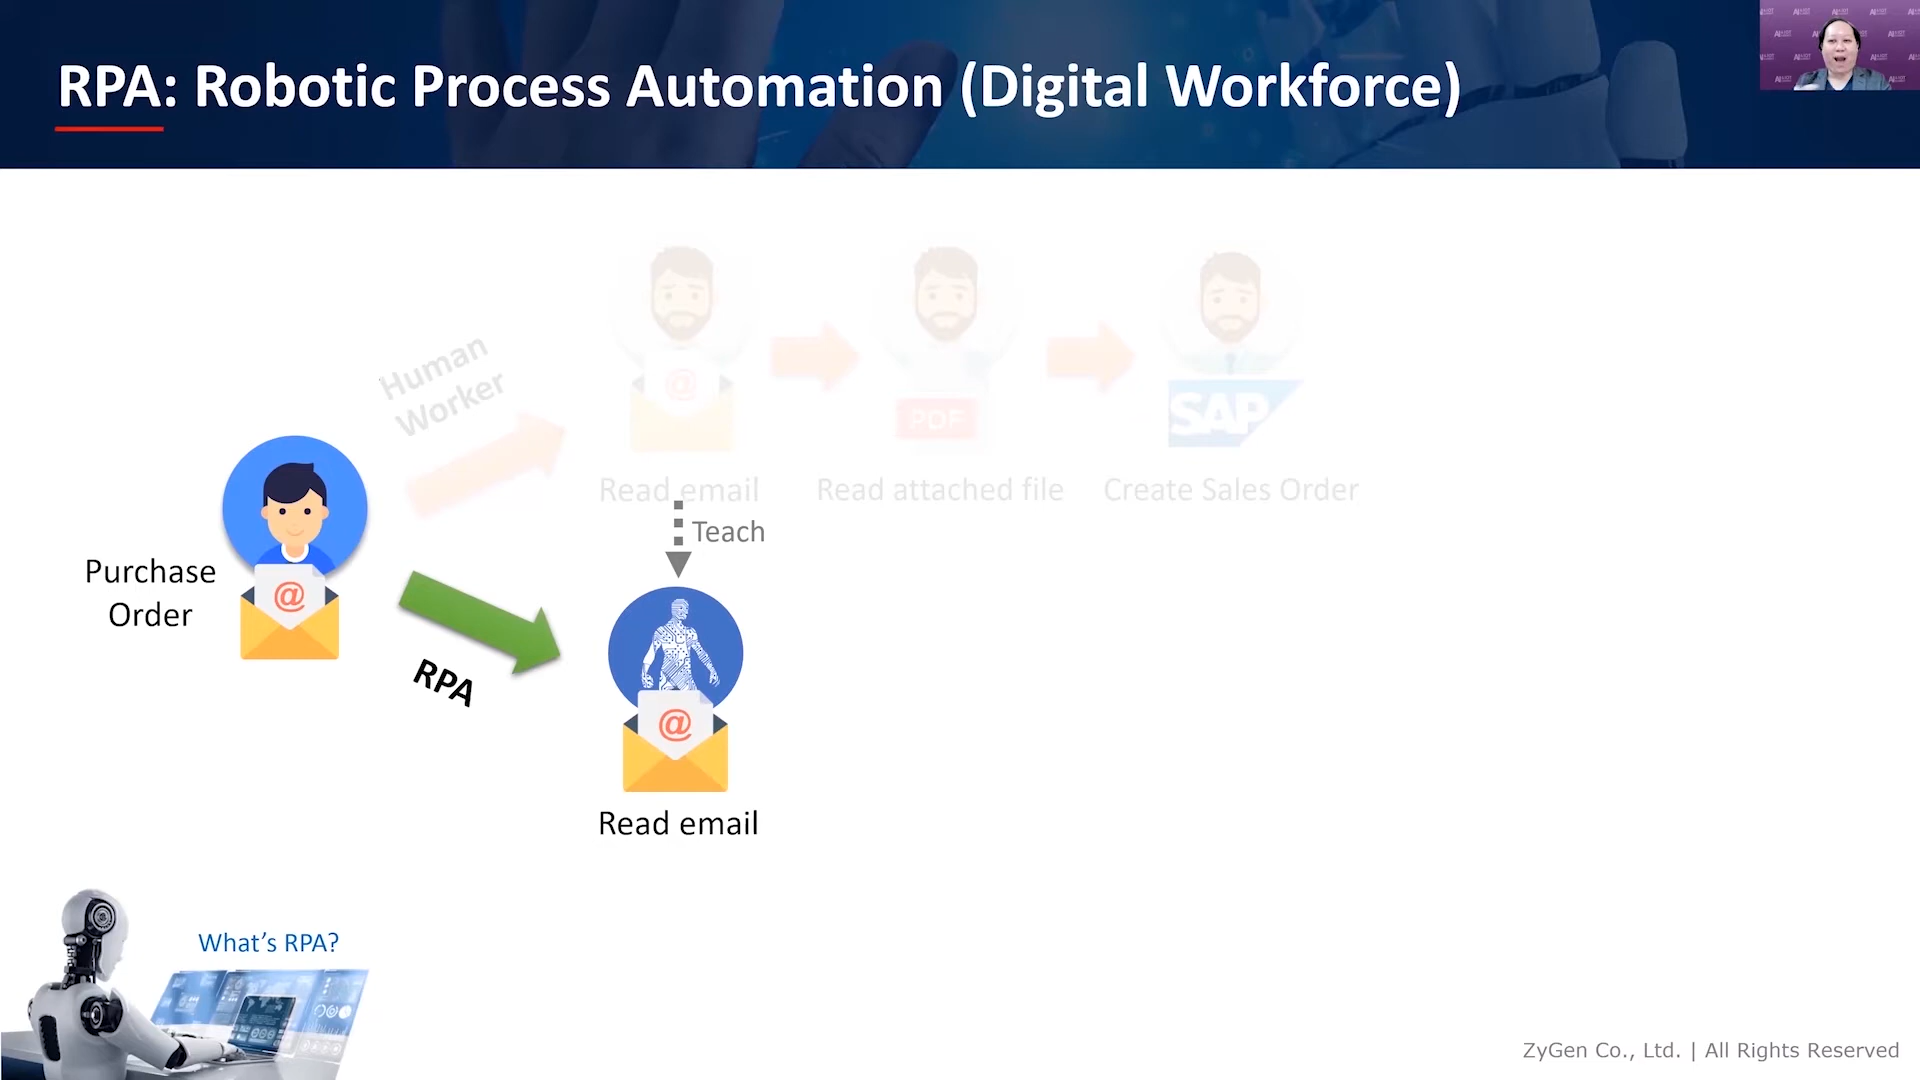 RPA: Robotic Process Automation (Digital Workforce)
Human
Worker
@
PDF
SAP
Read email
Read attached file
Create Sales Order
Teach
Purchase
Order
@
RPA
@
Read email
What's RPA?
ZyGen Co., Ltd. | All Rights Reserved